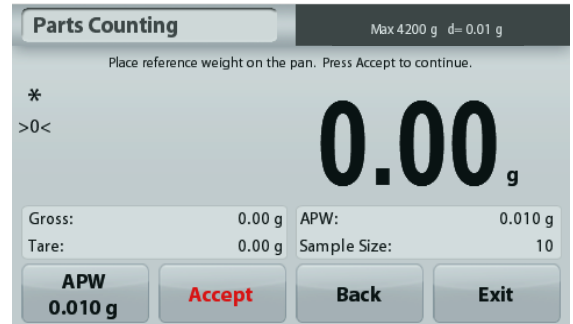 Parts Counting
Max 4200 g d= 0.01 g
Place reference weight on the pan. Press Accept to continue.
*
>0<
0.00 g
Gross: 0.00 g APW: 0.010 g
Tare: 0.00 g Sample Size: 10
APW
0.010 g
Accept
Back
Exit